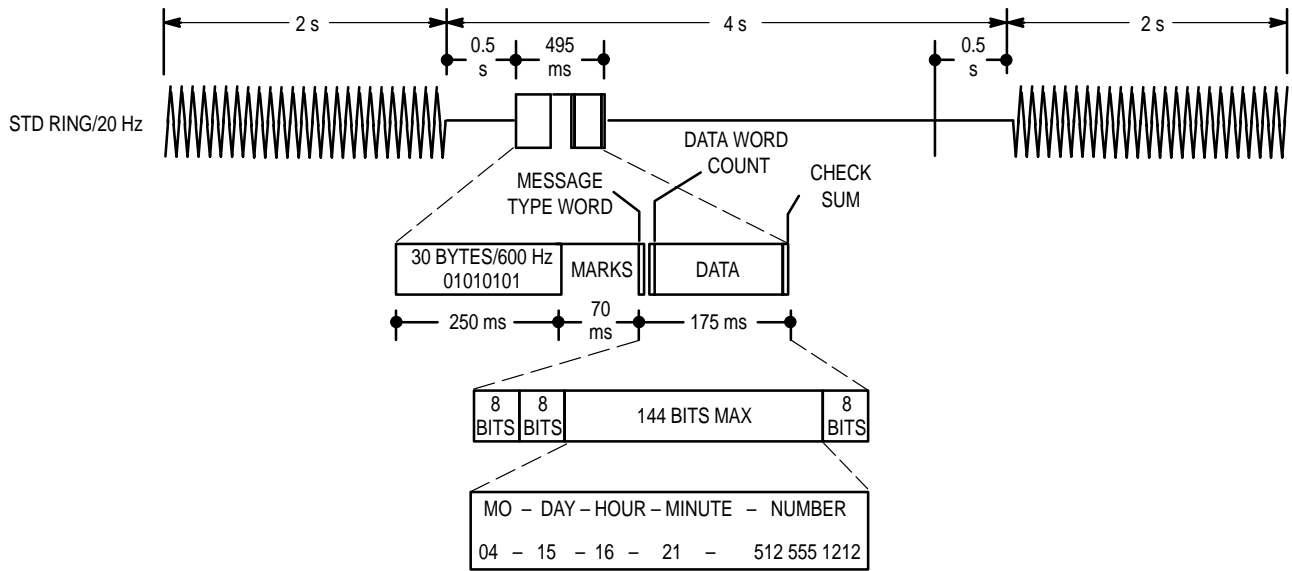 2 s
4 s
2 s
0.5
s
495
ms
0.5
s
STD RING/20 Hz
DATA WORD
COUNT
MESSAGE
TYPE WORD
CHECK
SUM
30 BYTES/600 Hz
01010101
MARKS
DATA
250 ms
70
ms
175 ms
8
BITS
8
BITS
144 BITS MAX
8
BITS
MO – DAY – HOUR – MINUTE – NUMBER
04 – 15 – 16 – 21 – 512 555 1212